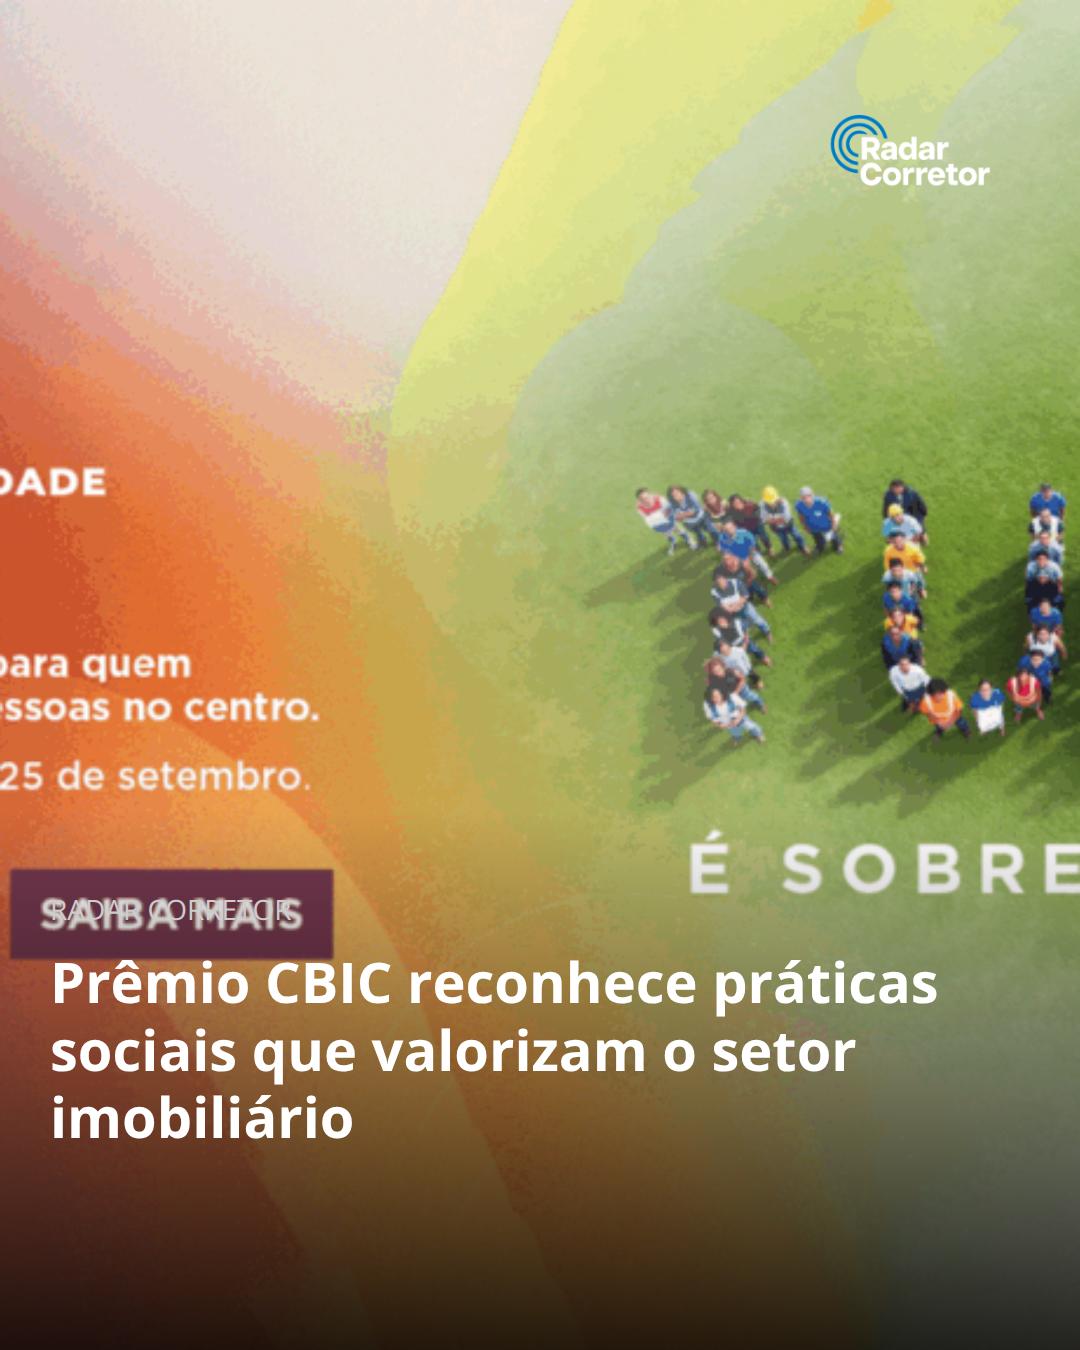 Radar
Corretor
DADE
para quem
essoas no centro.
25 de setembro.
TU
É SOBRE
SAIBA MAIS
RADAR CORRETOR
Prêmio CBIC reconhece práticas
sociais que valorizam o setor
imobiliário